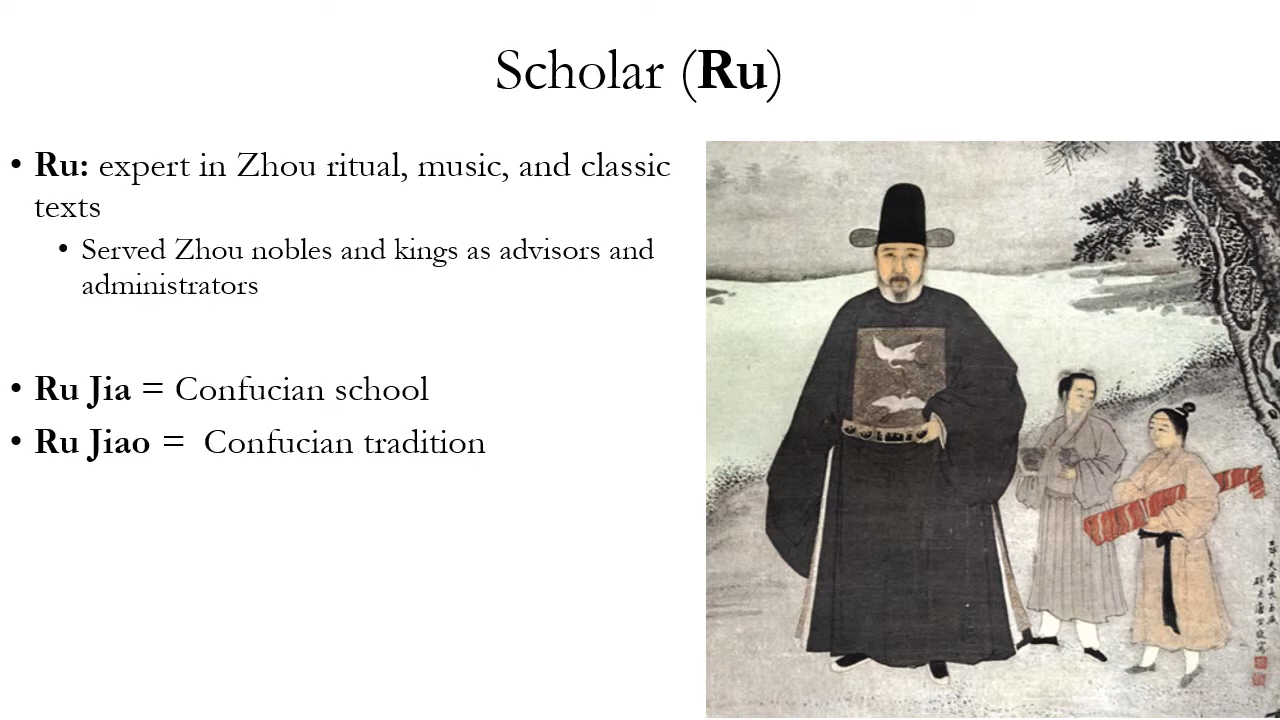 Scholar (Ru)
• Ru: expert in Zhou ritual, music, and classic
texts
• Served Zhou nobles and kings as advisors and
administrators
• Ru Jia = Confucian school
• Ru Jiao = Confucian tradition